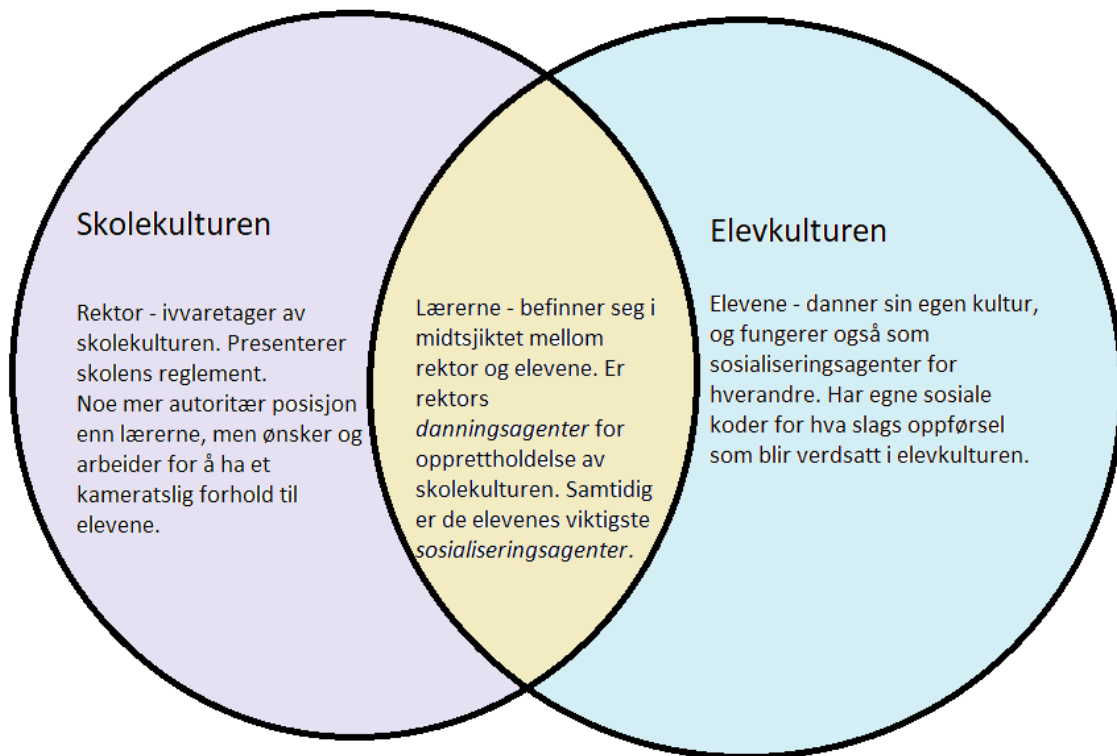 Skolekulturen
Rektor - ivvaretager av
skolekulturen. Presenterer
skolens reglement.
Noe mer autoritær posisjon
enn lærerne, men ønsker og
arbeider for å ha et
kameratslig forhold til
elevene.
Lærerne - befinner seg i
midtsjiktet mellom
rektor og elevene. Er
rektors
danningsagenter for
opprettholdelse av
skolekulturen. Samtidig
er de elevenes viktigste
sosialiseringsagenter.
Elevkulturen
Elevene - danner sin egen kultur,
og fungerer også som
sosialiseringsagenter for
hverandre. Har egne sosiale
koder for hva slags oppførsel
som blir verdsatt i elevkulturen.